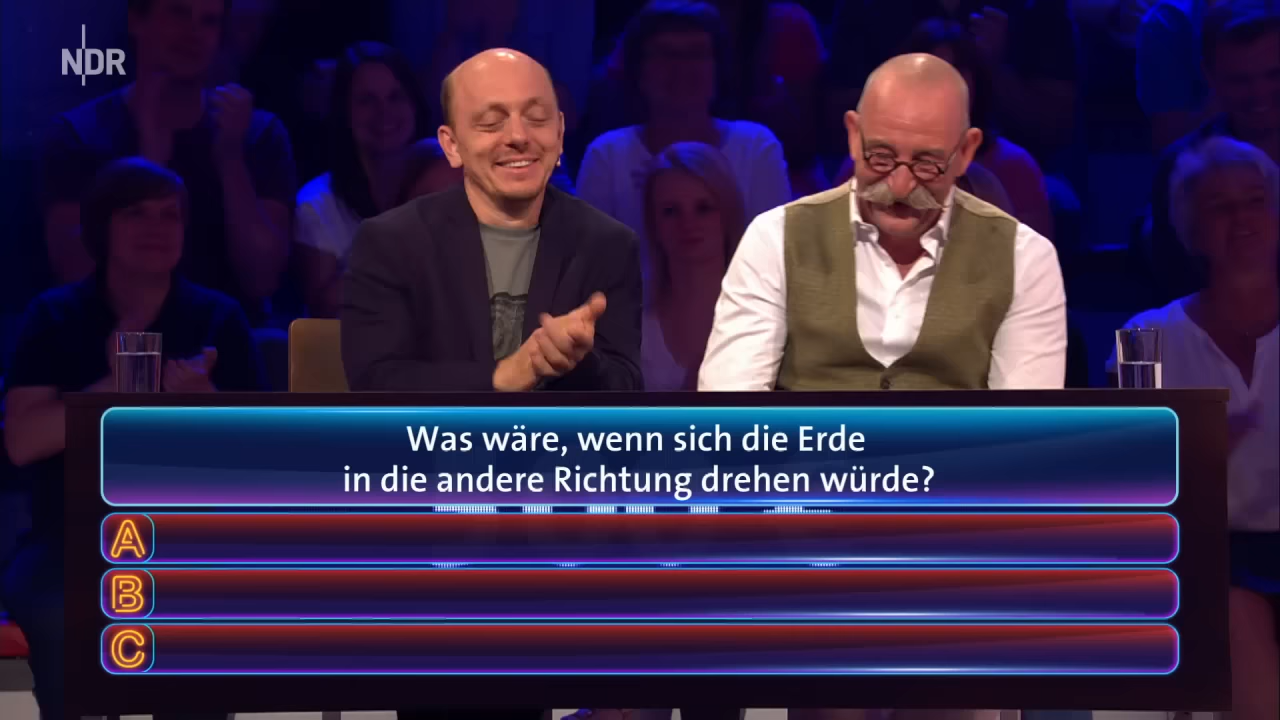 NDR
Was wäre, wenn sich die Erde
in die andere Richtung drehen würde?
A
B
C